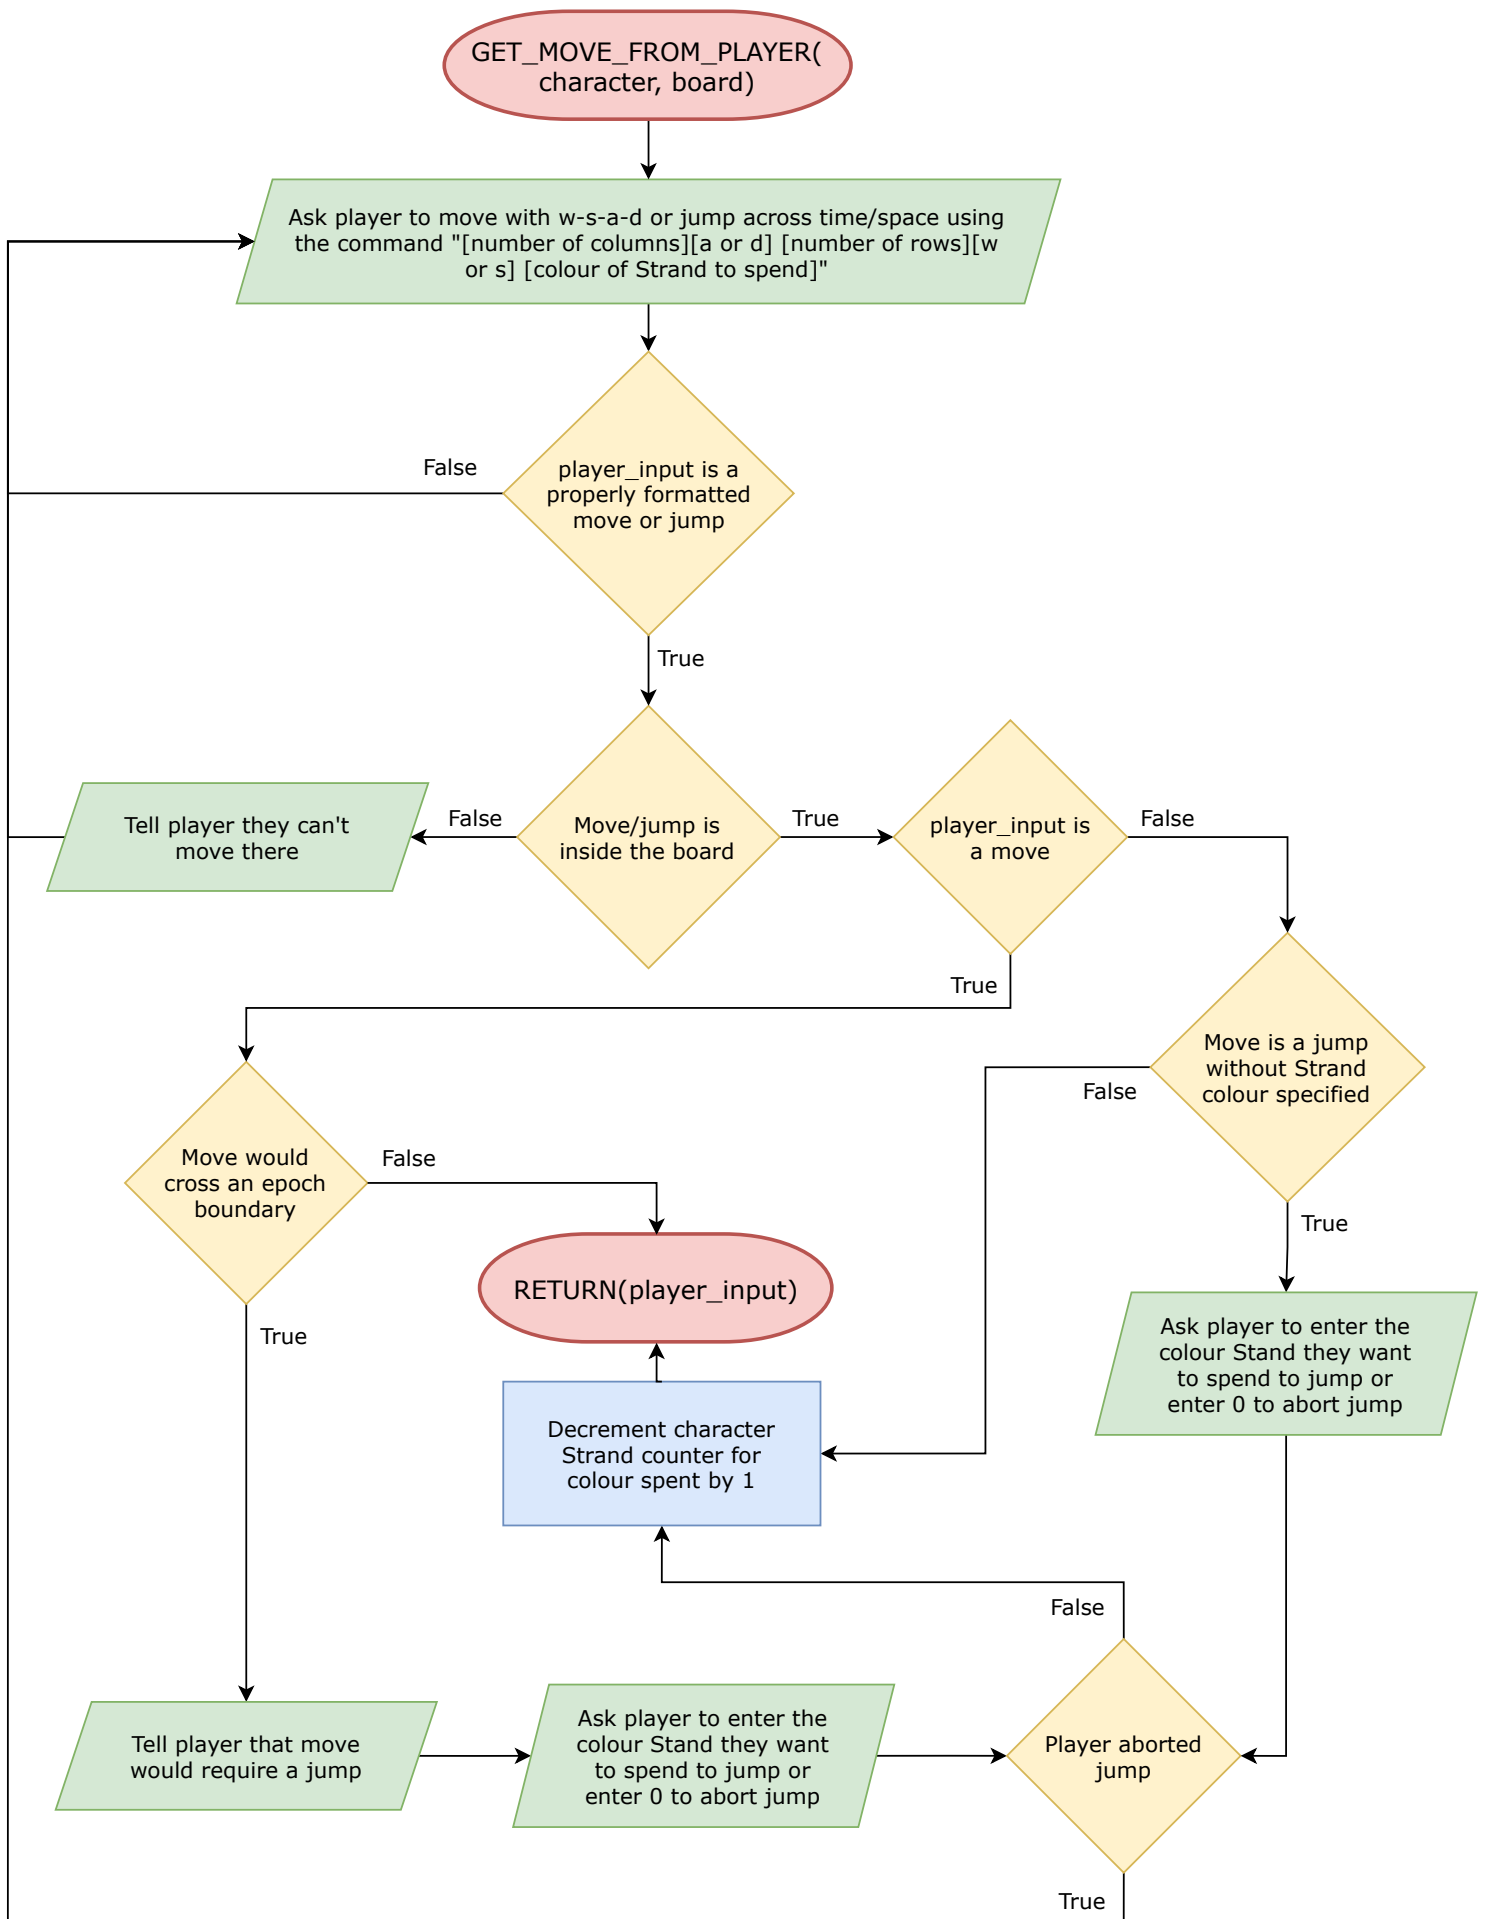 GET_MOVE_FROM_PLAYER(
character, board)
Ask player to move with w-s-a-d or jump across time/space using
the command "[number of columns][a or d] [number of rows][w
or s] [colour of Strand to spend]"
False
player_input is a
properly formatted
move or jump
True
Tell player they can't
move there
False
Move/jump is
inside the board
True
player_input is
a move
False
True
Move is a jump
without Strand
colour specified
False
True
Move would
cross an epoch
boundary
False
True
RETURN(player_input)
Ask player to enter the
colour Stand they want
to spend to jump or
enter 0 to abort jump
Decrement character
Strand counter for
colour spent by 1
False
Tell player that move
would require a jump
Ask player to enter the
colour Stand they want
to spend to jump or
enter 0 to abort jump
Player aborted
jump
True